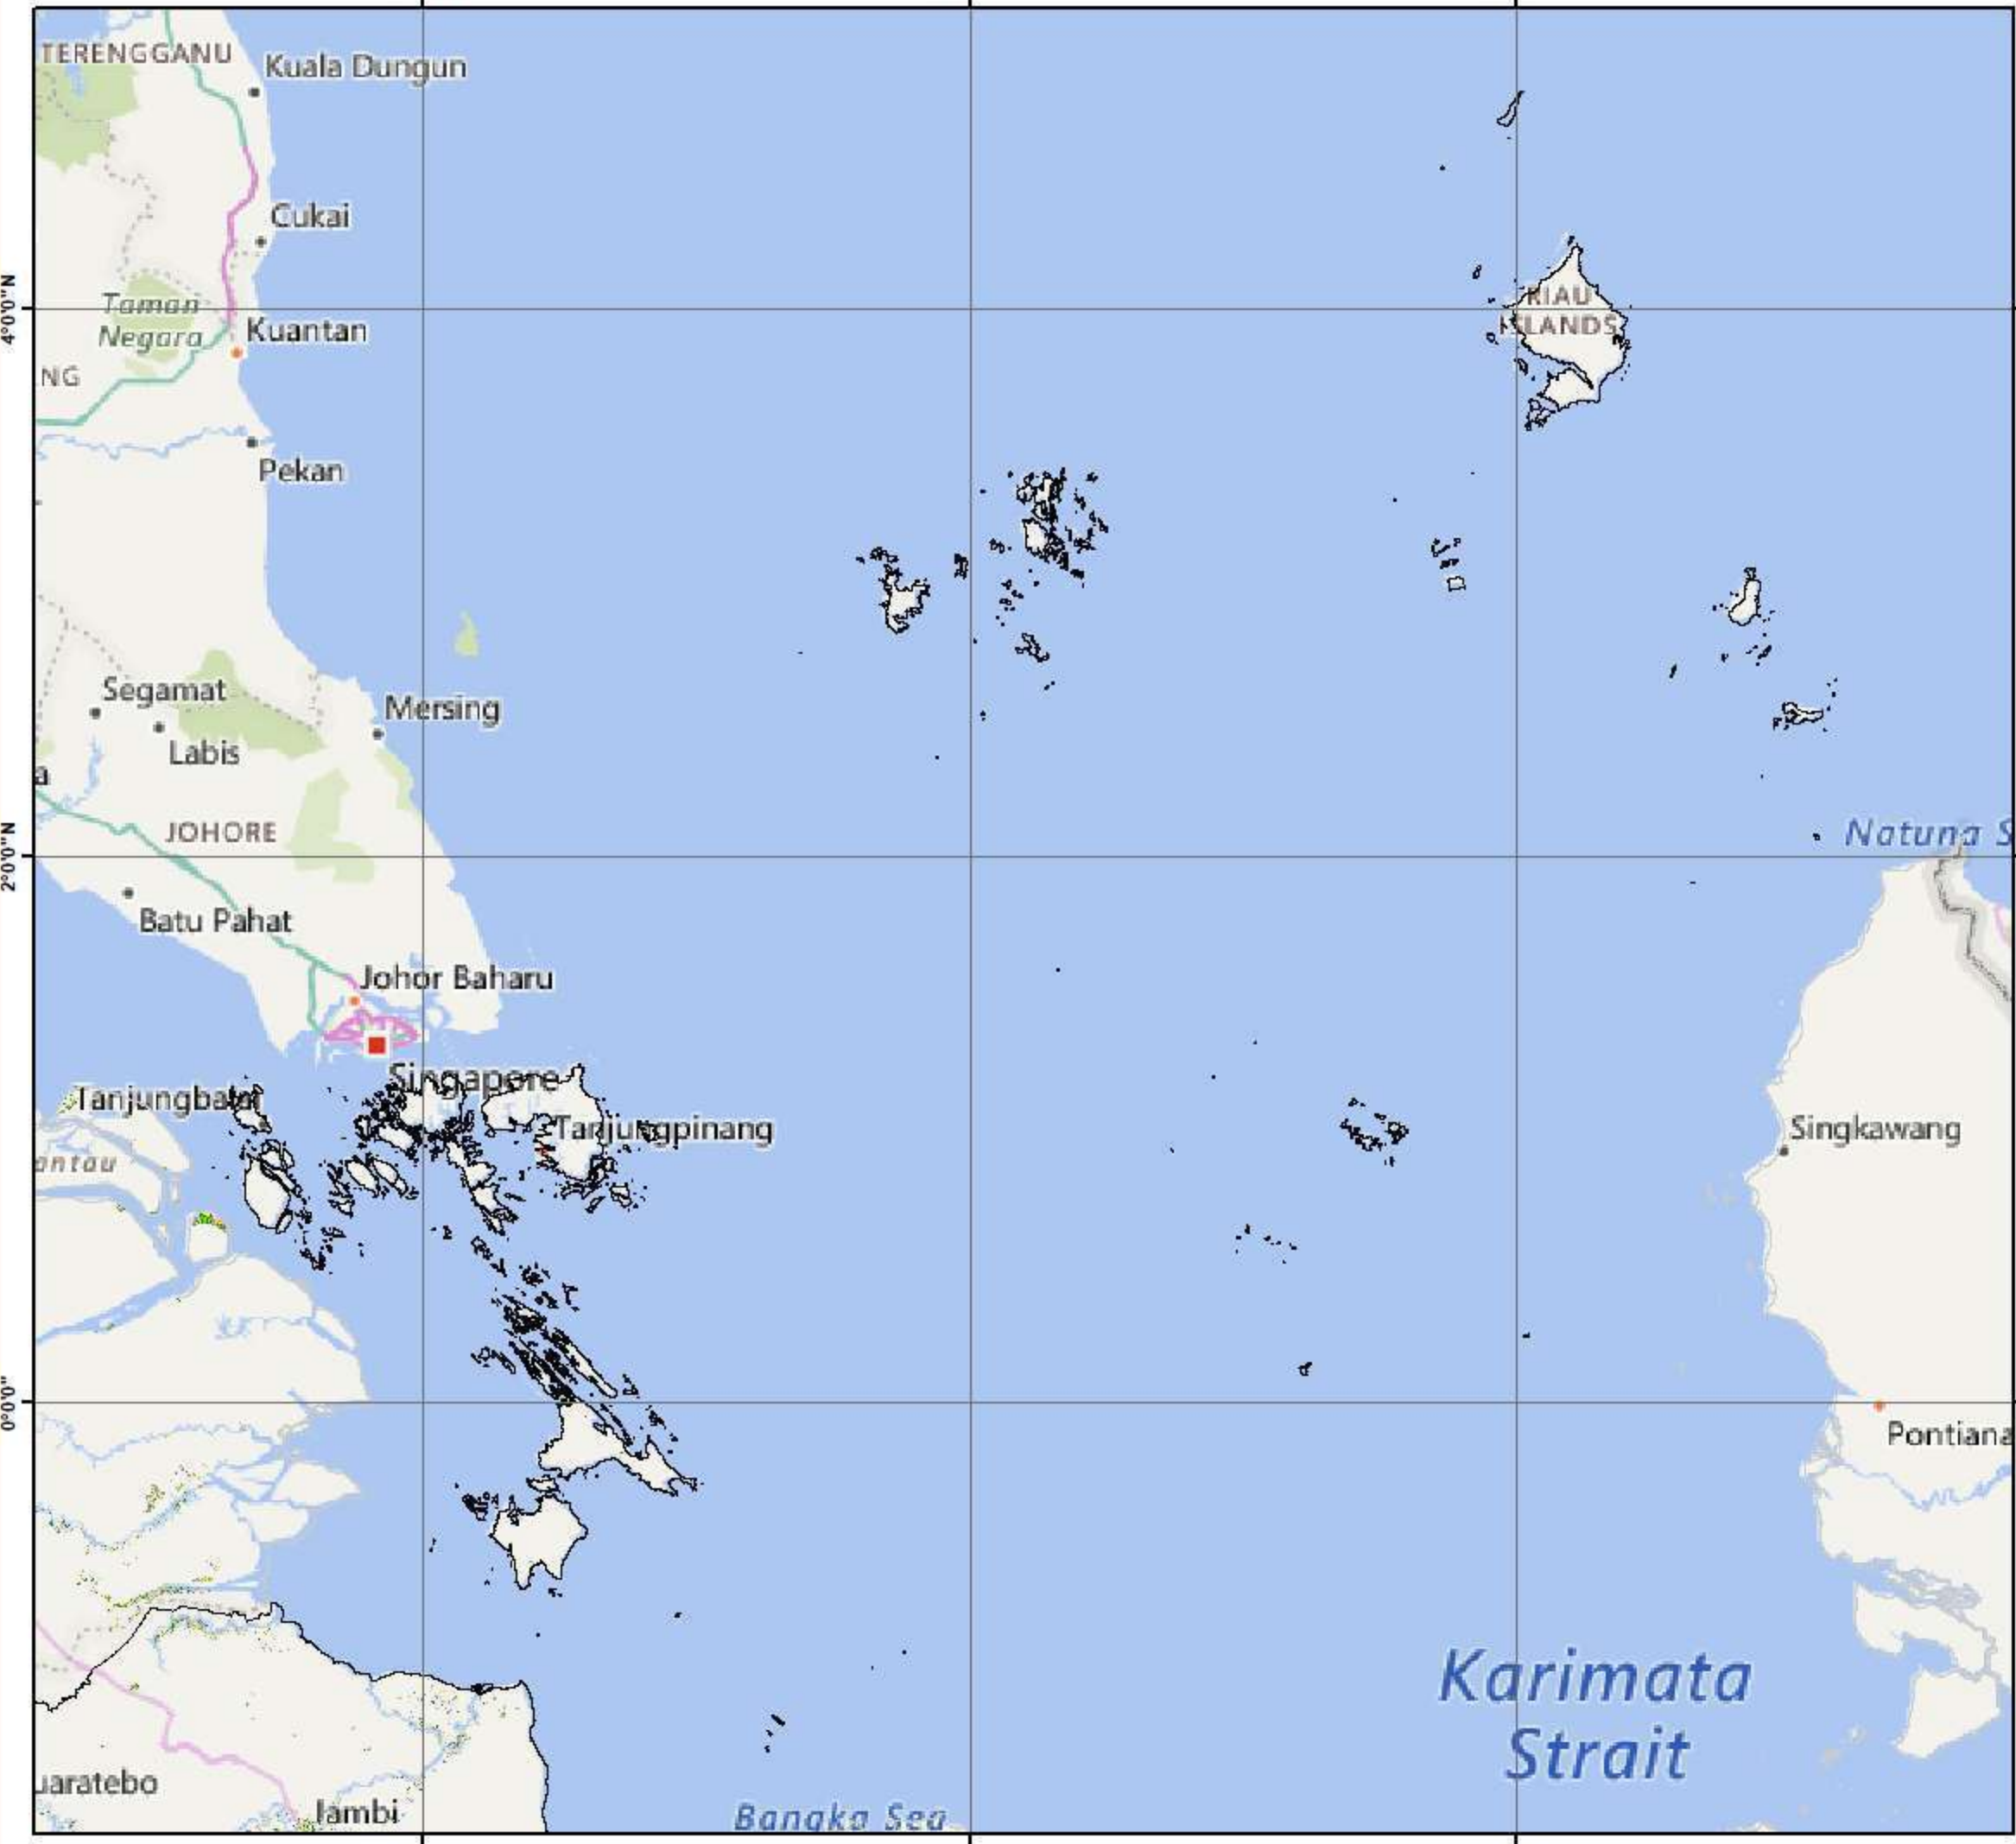 TERENGGANU
Kuala Dungun
Cukai
4°0'0"N
Taman
Negara
Kuantan
RIAU
ISLANDS
NG
Pekan
Segamat
Labis
Mersing
a
JOHORE
2°0'0"N
Natuna S
Batu Pahat
Johor Baharu
Singapore
Tanjungbalai
Tanjungpinang
Singkawang
antau
0°0'0"
Pontiana
Karimata
Strait
uaratebo
Jambi
Bangka Sea